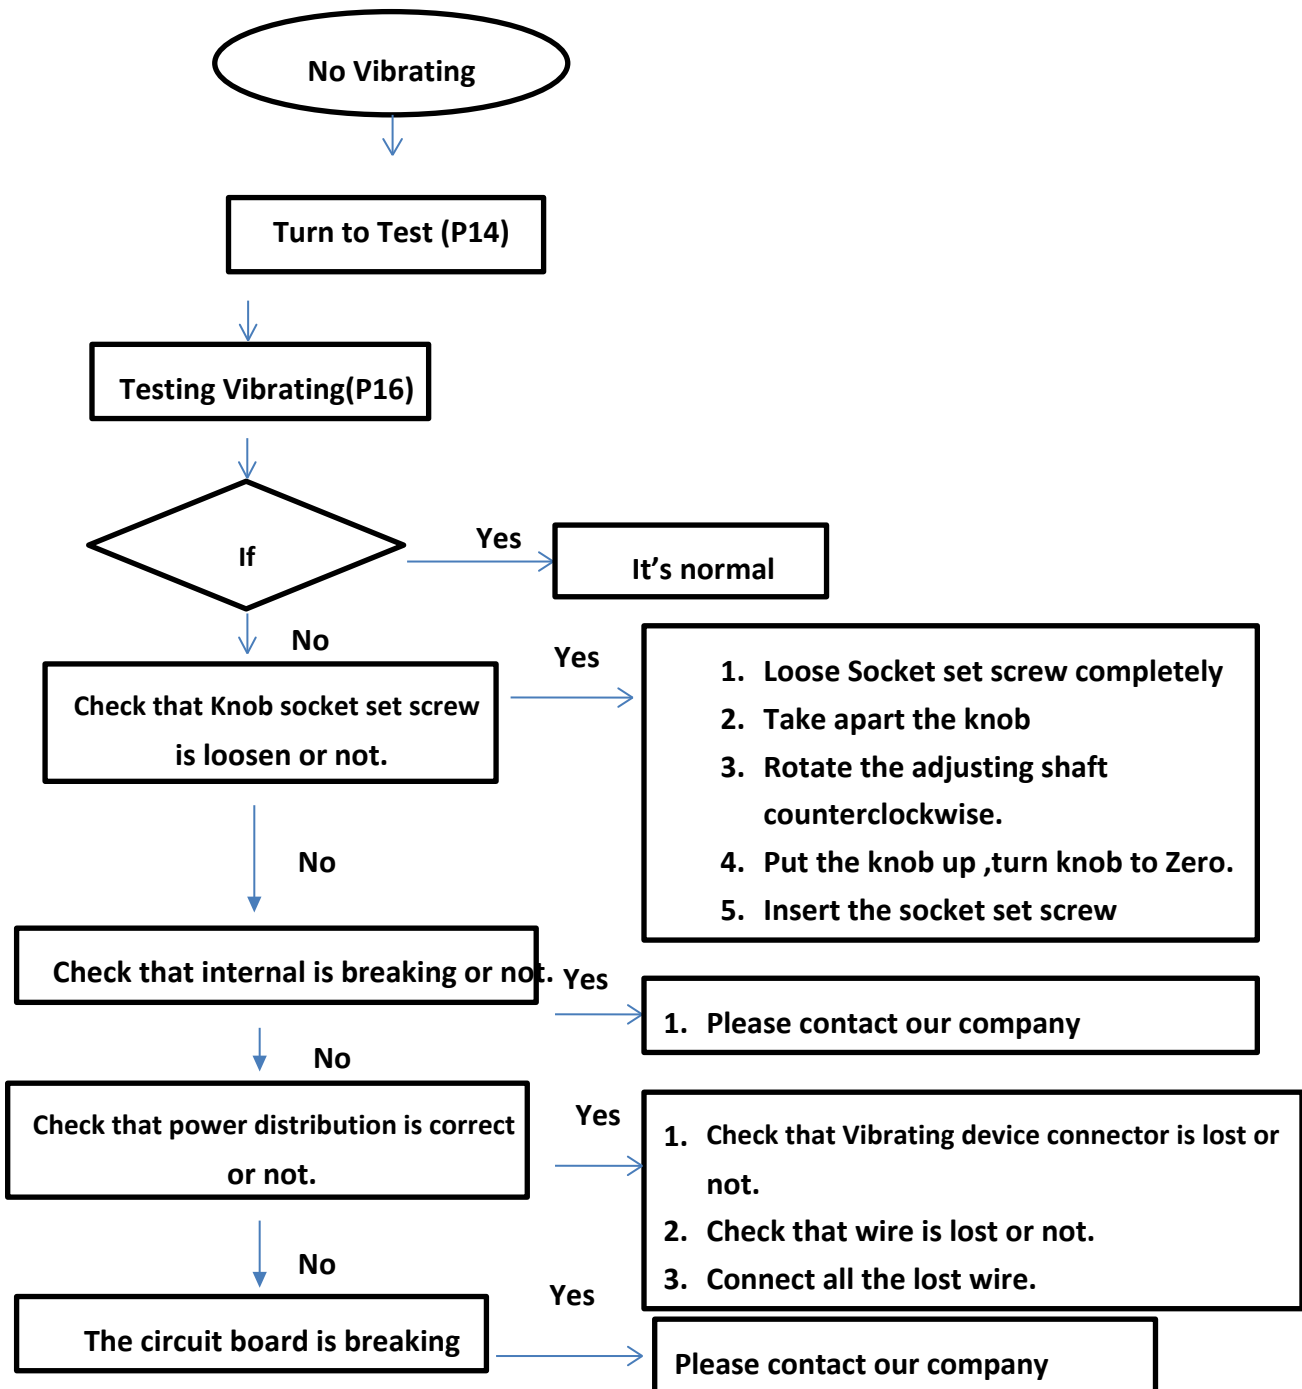 No Vibrating
Turn to Test (P14)
Testing Vibrating(P16)
If
Yes
It’s normal
No
Check that Knob socket set screw
is loosen or not.
Yes
1. Loose Socket set screw completely
2. Take apart the knob
3. Rotate the adjusting shaft
counterclockwise.
4. Put the knob up ,turn knob to Zero.
5. Insert the socket set screw
No
Check that internal is breaking or not.
Yes
1. Please contact our company
No
Check that power distribution is correct
or not.
Yes
1. Check that Vibrating device connector is lost or
not.
2. Check that wire is lost or not.
3. Connect all the lost wire.
No
The circuit board is breaking
Yes
Please contact our company